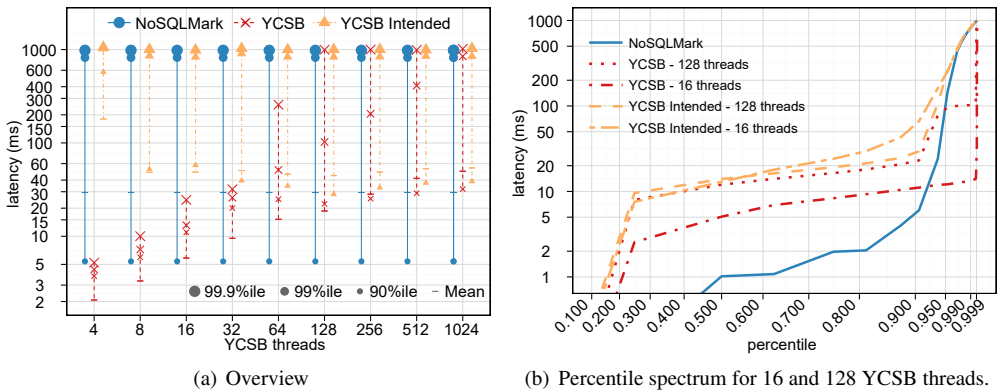 NoSQLMark YCSB YCSB Intended
1000
600
400
300
200
150
100
60
40
30
20
15
10
5
3
2
latency (ms)
99.9%ile 99%ile 90%ile Mean
4 8 16 32 64 128 256 512 1024
YCSB threads
(a) Overview
1000
500
100
50
20
10
5
2
1
latency (ms)
NoSQLMark
YCSB - 128 threads
YCSB - 16 threads
YCSB Intended - 128 threads
YCSB Intended - 16 threads
0.100 0.200 0.300 0.400 0.500 0.600 0.700 0.800 0.900 0.950 0.990 0.999
percentile
(b) Percentile spectrum for 16 and 128 YCSB threads.